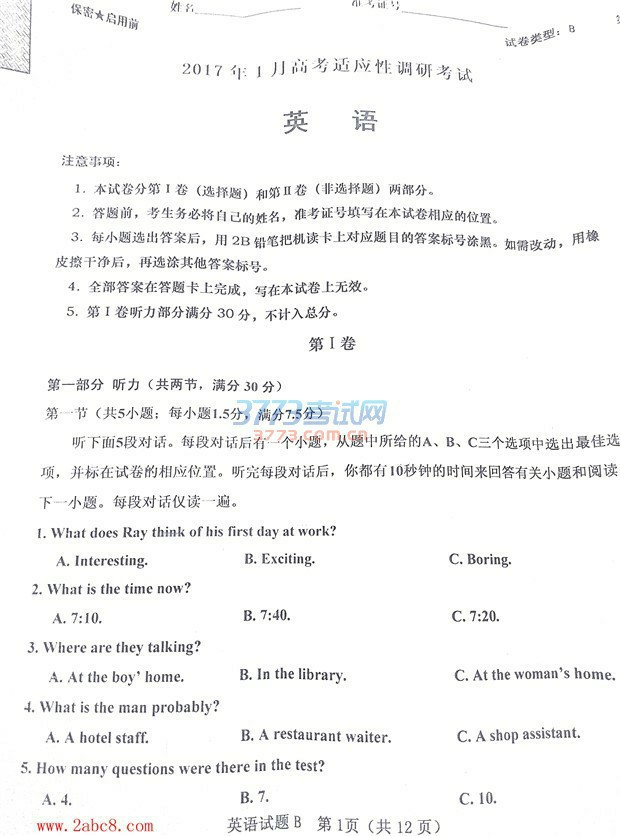 保密★启用前
姓名
准考证号
试卷类型：B
2017年1月高考适应性调研考试
英 语
注意事项：
1. 本试卷分第Ⅰ卷（选择题）和第Ⅱ卷（非选择题）两部分。
2. 答题前，考生务必将自己的姓名，准考证号填写在本试卷相应的位置。
3. 每小题选出答案后，用 2B 铅笔把机读卡上对应题目的答案标号涂黑。如需改动，用橡
皮擦干净后，再选涂其他答案标号。
4. 全部答案在答题卡上完成，写在本试卷上无效。
5. 第Ⅰ卷听力部分满分 30 分，不计入总分。
第Ⅰ卷
第一部分 听力（共两节，满分 30 分）
第一节（共5小题；每小题1.5分，满分7.5分）
3773考试网
3773.com.cn
听下面5段对话。每段对话后有一个小题，从题中所给的A、B、C三个选项中选出最佳选
项，并标在试卷的相应位置。听完每段对话后，你都有10秒钟的时间来回答有关小题和阅读
下一小题。每段对话仅读一遍。
1. What does Ray think of his first day at work?
A. Interesting. B. Exciting. C. Boring.
2. What is the time now?
A. 7:10. B. 7:40. C. 7:20.
3. Where are they talking?
A. At the boy' home. B. In the library. C. At the woman's home.
4. What is the man probably?
A. A hotel staff. B. A restaurant waiter. C. A shop assistant.
5. How many questions were there in the test?
A. 4. B. 7. C. 10.
www.2abc8.com
英语试题 B 第 1页（共 12 页）